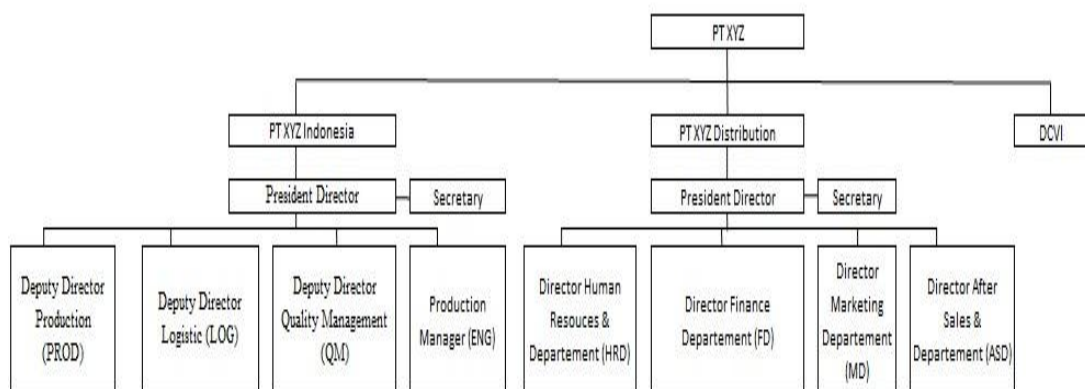 PT XYZ
PT XYZ Indonesia
PT XYZ Distribution
DCVI
President Director
Secretary
President Director
Secretary
Deputy Director
Production
(PROD)
Deputy Director
Logistic (LOG)
Deputy Director
Quality Management
(QM)
Production
Manager (ENG)
Director Human
Resouces &
Departement (HRD)
Director Finance
Departement (FD)
Director
Marketing
Departement
(MD)
Director After
Sales &
Departement (ASD)